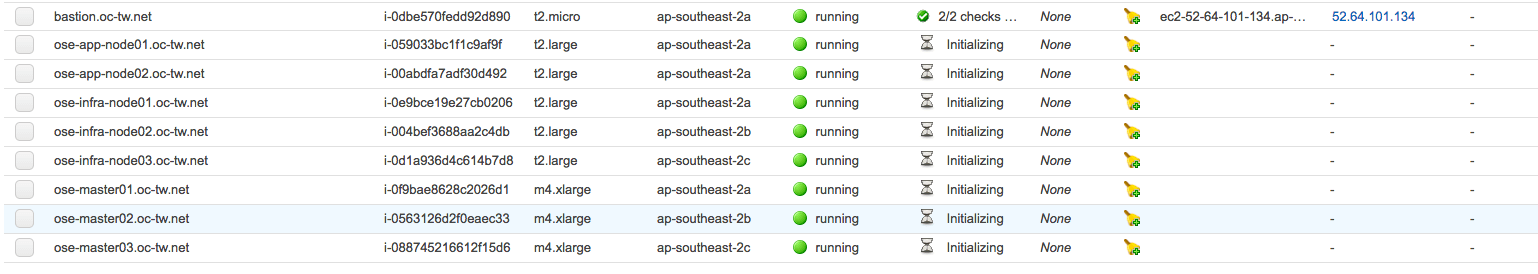 bastion.oc-tw.net i-0dbe570fedd92d890 t2.micro ap-southeast-2a running 2/2 checks … None ec2-52-64-101-134.ap-… 52.64.101.134 -
ose-app-node01.oc-tw.net i-059033bc1f1c9af9f t2.large ap-southeast-2a running Initializing None - -
ose-app-node02.oc-tw.net i-00abdfa7adf30d492 t2.large ap-southeast-2a running Initializing None - -
ose-infra-node01.oc-tw.net i-0e9bce19e27cb0206 t2.large ap-southeast-2a running Initializing None - -
ose-infra-node02.oc-tw.net i-004bef3688aa2c4db t2.large ap-southeast-2b running Initializing None - -
ose-infra-node03.oc-tw.net i-0d1a936d4c614b7d8 t2.large ap-southeast-2c running Initializing None - -
ose-master01.oc-tw.net i-0f9bae8628c2026d1 m4.xlarge ap-southeast-2a running Initializing None - -
ose-master02.oc-tw.net i-0563126d2f0eaec33 m4.xlarge ap-southeast-2b running Initializing None - -
ose-master03.oc-tw.net i-088745216612f15d6 m4.xlarge ap-southeast-2c running Initializing None - -